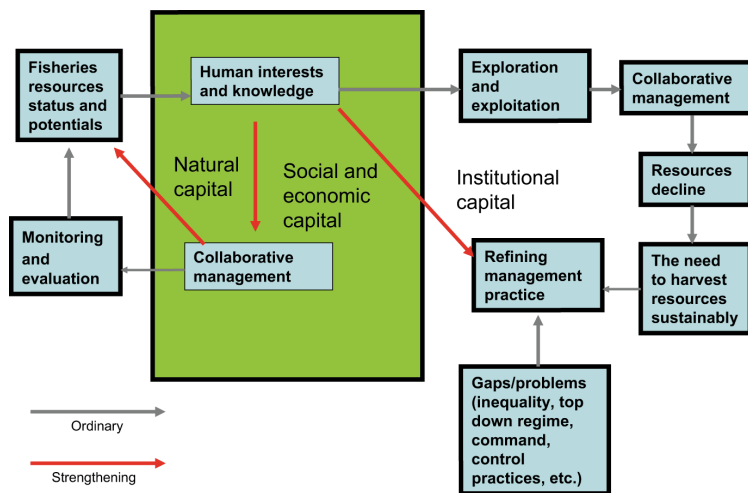 Fisheries
resources
status and
potentials
Human interests
and knowledge
Exploration
and
exploitation
Collaborative
management
Natural
capital
Social and
economic
capital
Institutional
capital
Resources
decline
Monitoring
and
evaluation
Collaborative
management
Refining
management
practice
The need
to harvest
resources
sustainably
Gaps/problems
(inequality, top
down regime,
command,
control
practices, etc.)
Ordinary
Strengthening